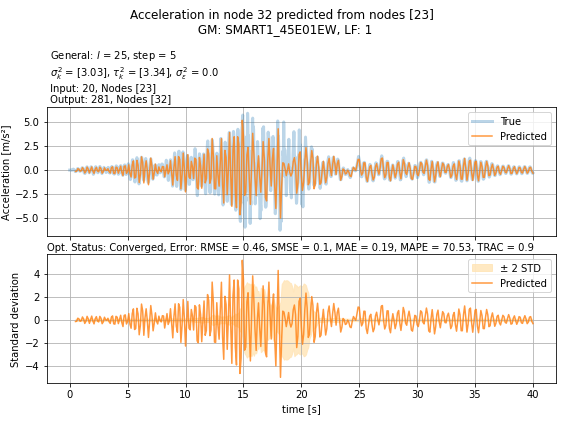 Acceleration in node 32 predicted from nodes [23]
GM: SMART1_45E01EW, LF: 1
General: l = 25, step = 5
σ²ₖ = [3.03], τ²ₖ = [3.34], σ²ε = 0.0
Input: 20, Nodes [23]
Output: 281, Nodes [32]
Acceleration [m/s²]
5.0
2.5
0.0
−2.5
−5.0
True
Predicted
Opt. Status: Converged, Error: RMSE = 0.46, SMSE = 0.1, MAE = 0.19, MAPE = 70.53, TRAC = 0.9
Standard deviation
4
2
0
−2
−4
± 2 STD
Predicted
0 5 10 15 20 25 30 35 40
time [s]